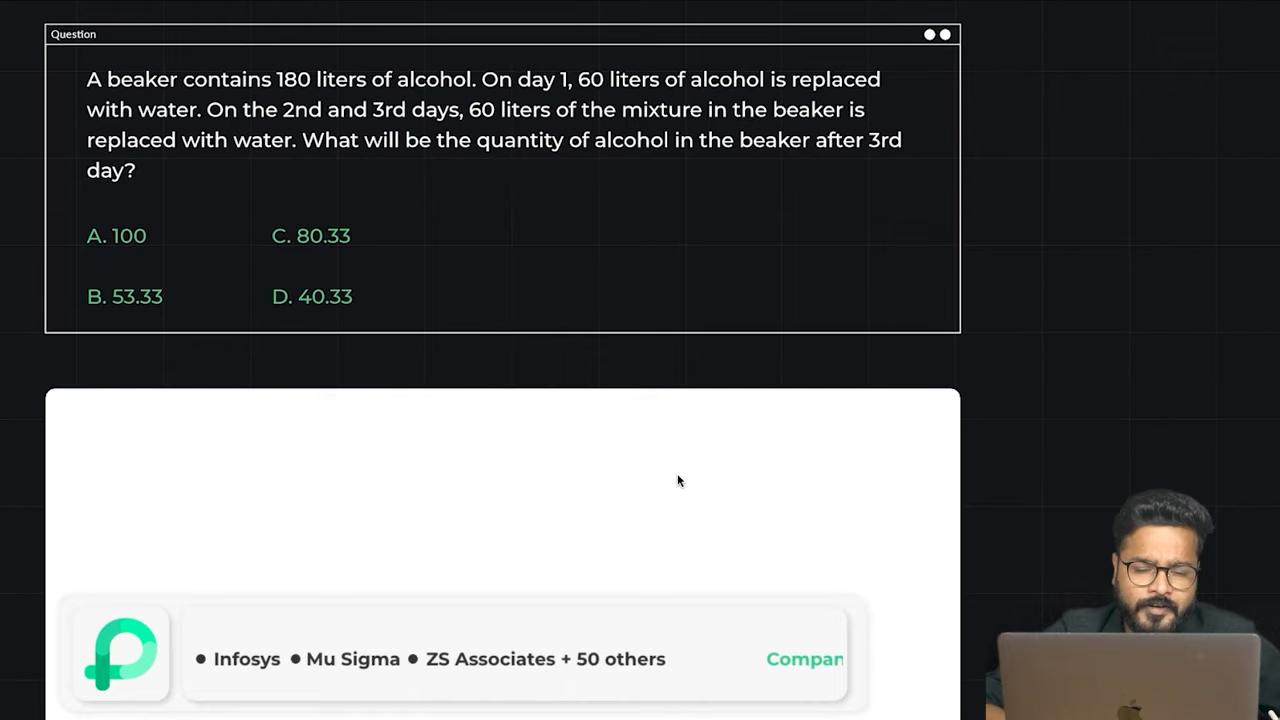 Question
A beaker contains 180 liters of alcohol. On day 1, 60 liters of alcohol is replaced
with water. On the 2nd and 3rd days, 60 liters of the mixture in the beaker is
replaced with water. What will be the quantity of alcohol in the beaker after 3rd
day?
A. 100
C. 80.33
B. 53.33
D. 40.33
• Infosys • Mu Sigma • ZS Associates + 50 others
Compan